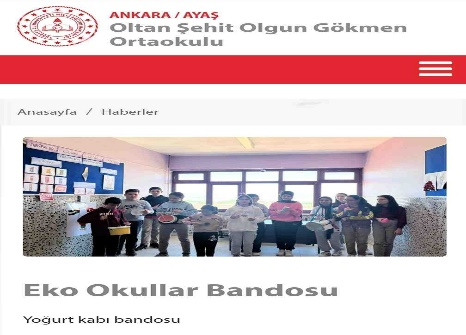 ANKARA / AYAŞ
Oltan Şehit Olgun Gökmen
Ortaokulu
Anasayfa / Haberler
Eko Okullar Bandosu
Yoğurt kabı bandosu